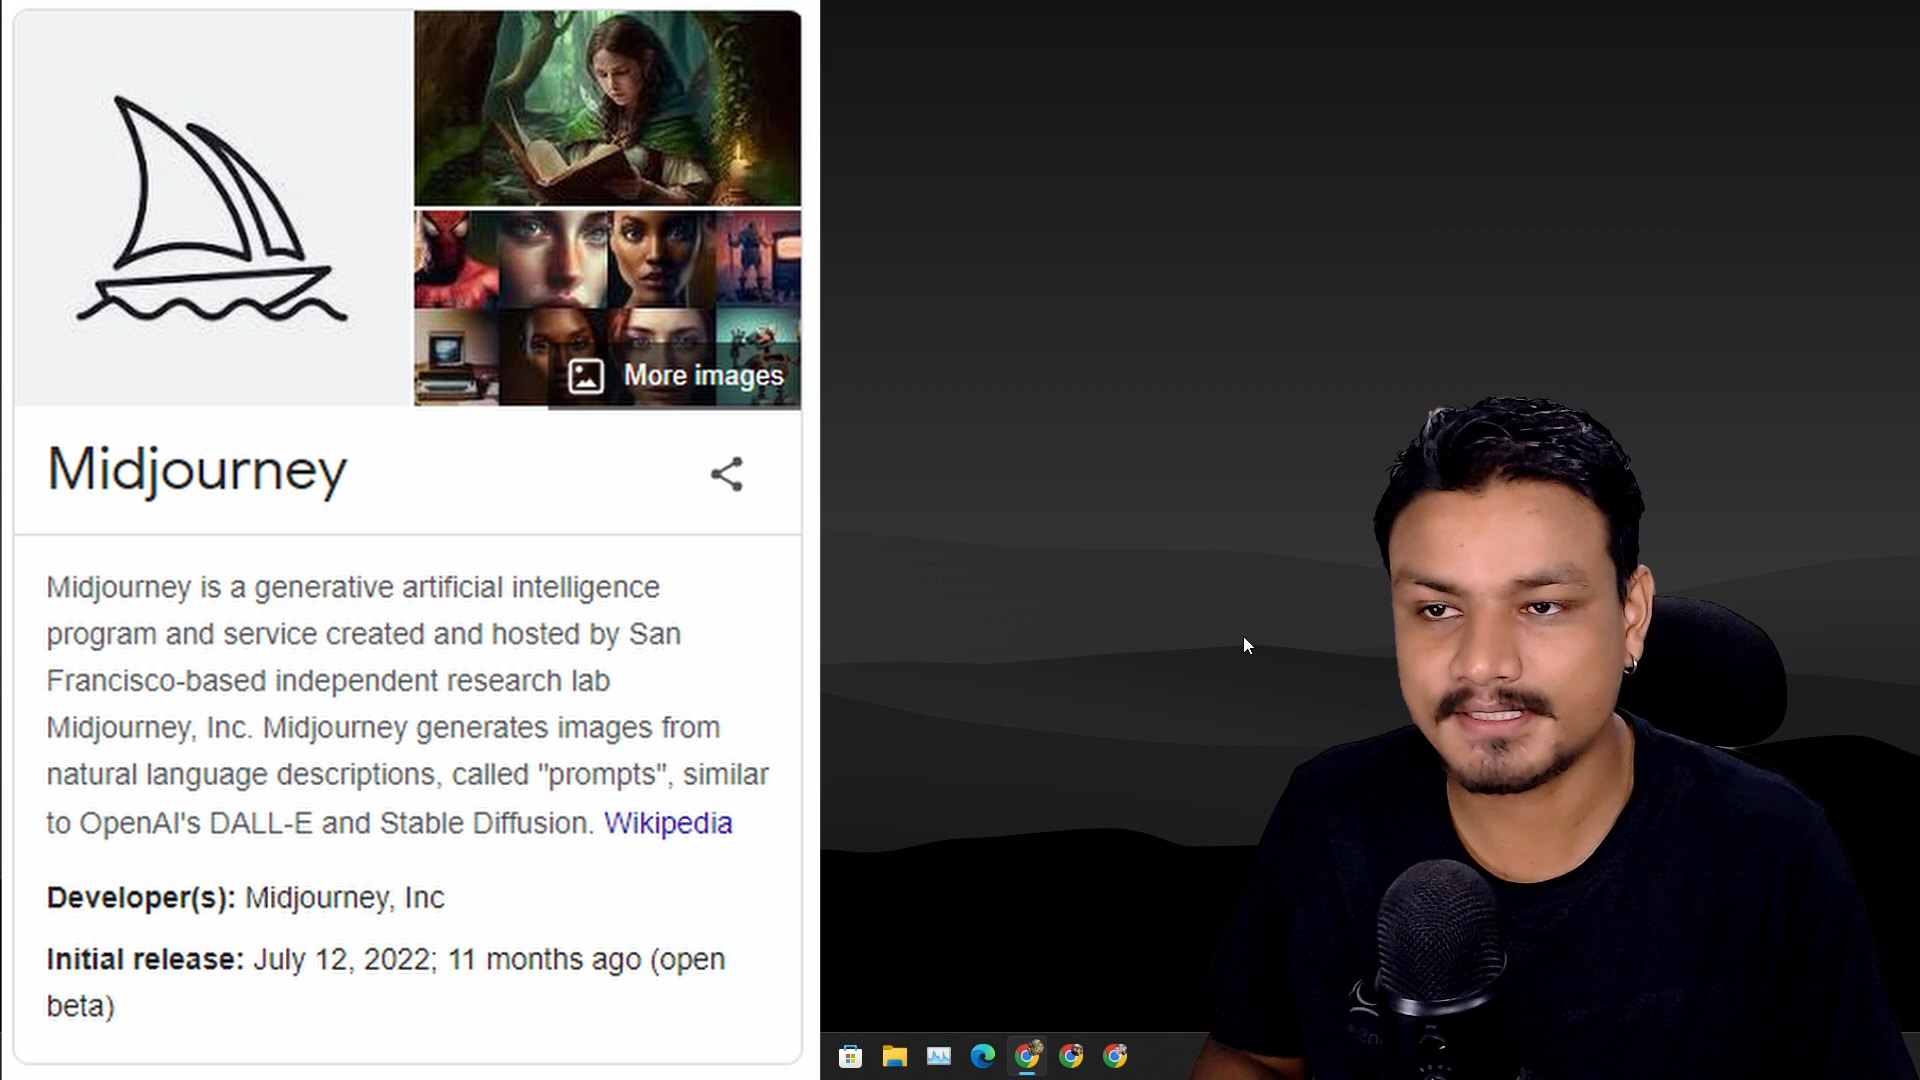 More images
Midjourney
Midjourney is a generative artificial intelligence
program and service created and hosted by San
Francisco-based independent research lab
Midjourney, Inc. Midjourney generates images from
natural language descriptions, called "prompts", similar
to OpenAI's DALL-E and Stable Diffusion. Wikipedia
Developer(s): Midjourney, Inc
Initial release: July 12, 2022; 11 months ago (open
beta)